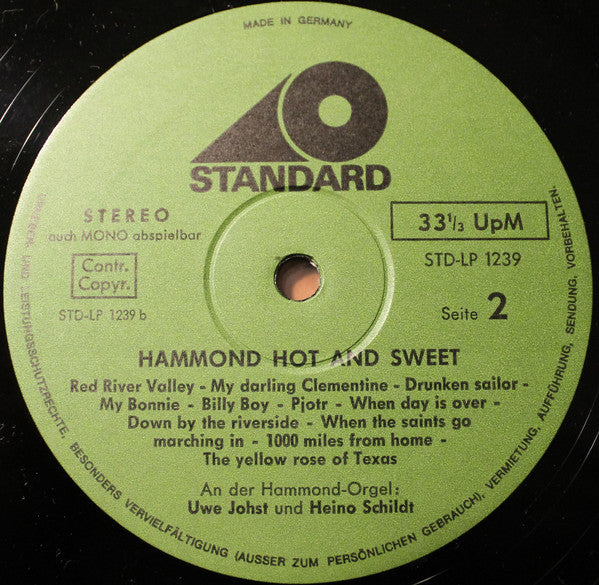 MADE IN GERMANY
STANDARD
STEREO
auch MONO abspielbar
Contr.
Copyr.
STD-LP 1239 b
33 1/3 UpM
STD-LP 1239
Seite 2
HAMMOND HOT AND SWEET
Red River Valley - My darling Clementine - Drunken sailor -
My Bonnie - Billy Boy - Pjotr - When day is over -
Down by the riverside - When the saints go
marching in - 1000 miles from home -
The yellow rose of Texas
An der Hammond-Orgel:
Uwe Johst und Heino Schildt
UND LEISTUNGSSCHUTZRECHTE, BESONDERS VERVIELFÄLTIGUNG (AUSSER ZUM PERSÖNLICHEN GEBRAUCH), VERMIETUNG, AUFFÜHRUNG, SENDUNG, VORBEHALTEN.